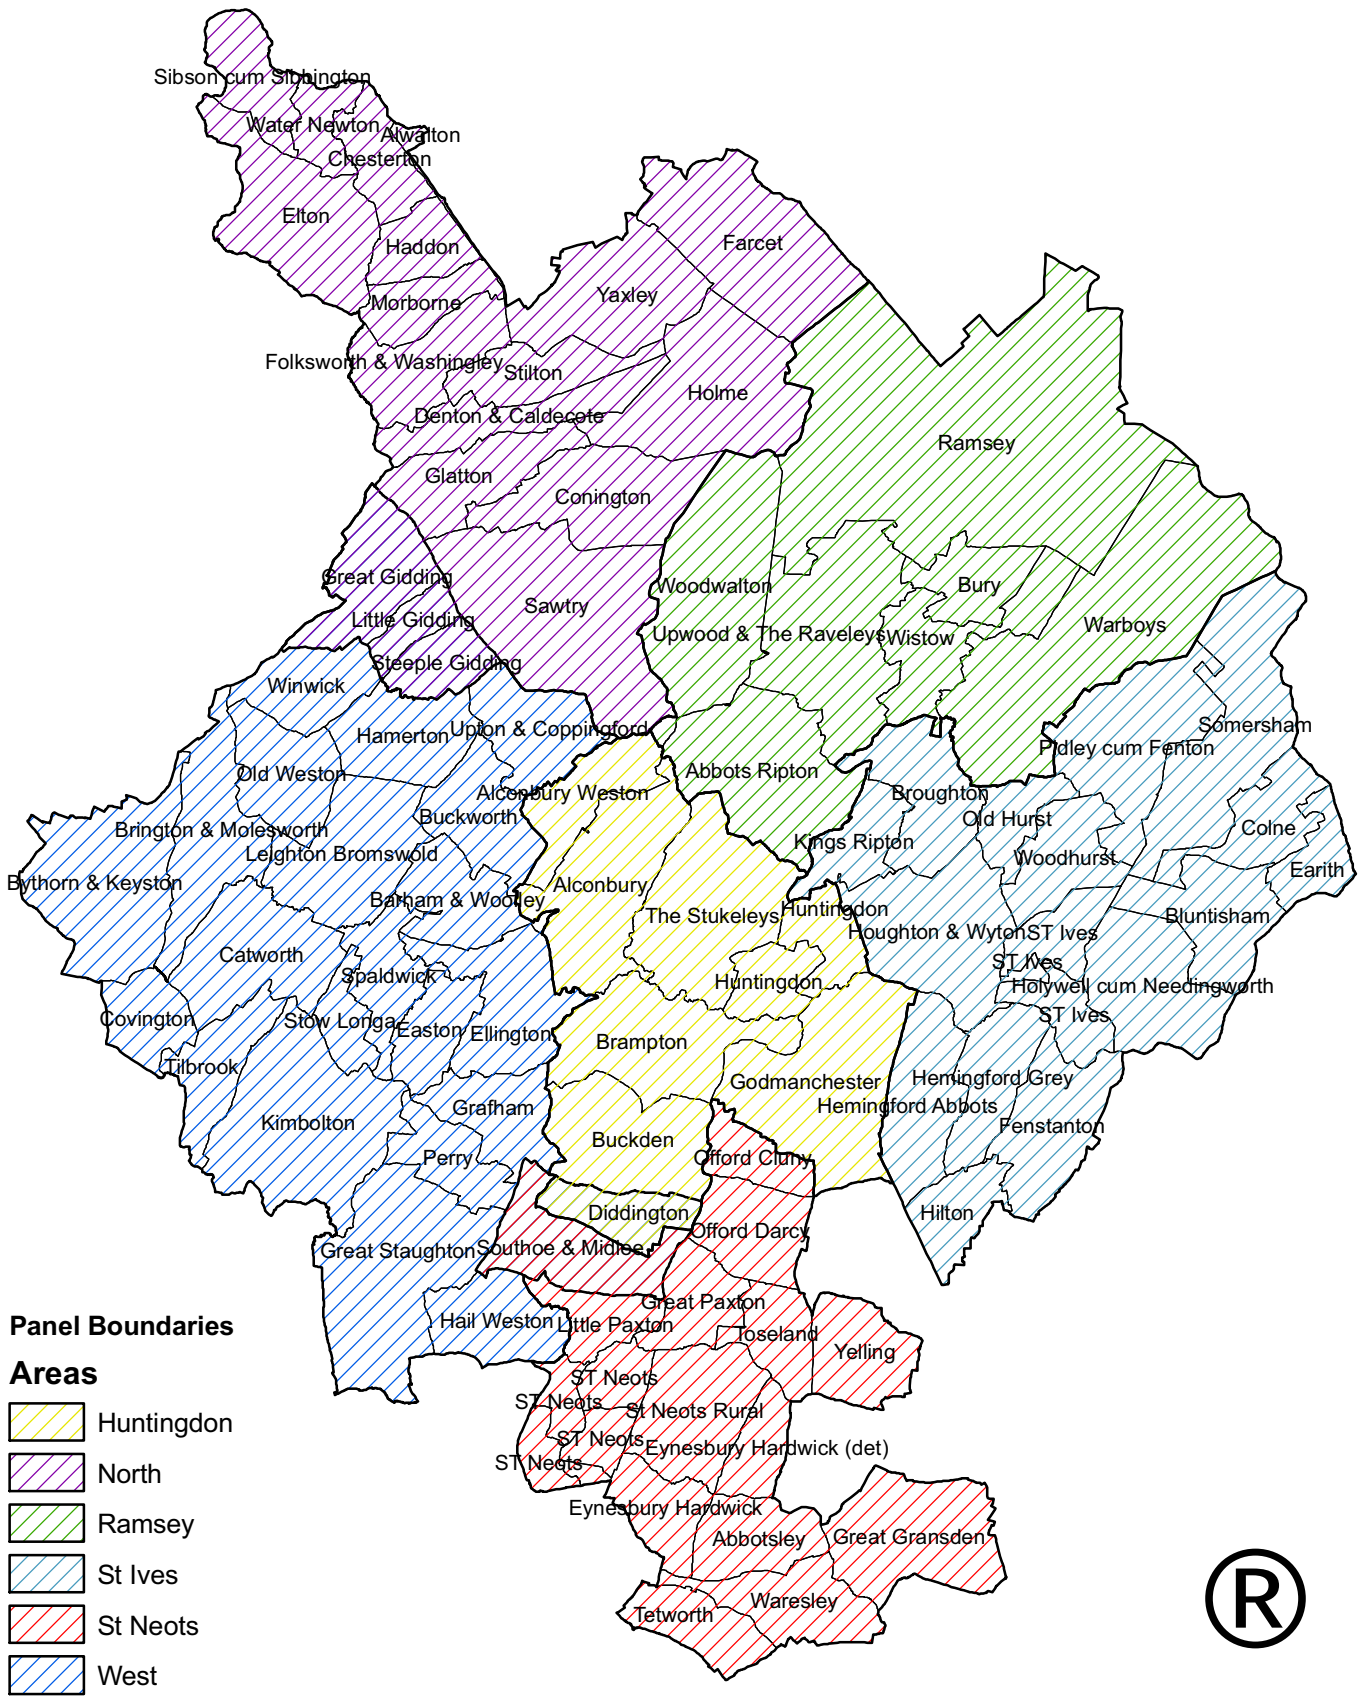 Sibson cum Sibbington
Water Newton
Alwalton
Chesterton
Elton
Haddon
Farcet
Yaxley
Morborne
Folksworth & Washingley
Stilton
Holme
Denton & Caldecote
Ramsey
Glatton
Conington
Great Gidding
Woodwalton
Bury
Sawtry
Little Gidding
Warboys
Upwood & The Raveleys
Wistow
Steeple Gidding
Winwick
Upton & Coppingford
Hamerton
Somersham
Pidley cum Fenton
Old Weston
Abbots Ripton
Alconbury Weston
Broughton
Buckworth
Old Hurst
Brington & Molesworth
Colne
Kings Ripton
Leighton Bromswold
Woodhurst
Earith
Bythorn & Keyston
Alconbury
Barham & Woolley
Huntingdon
The Stukeleys
Bluntisham
Houghton & Wyton
ST Ives
Catworth
ST Ives
Spaldwick
Huntingdon
Holywell cum Needingworth
ST Ives
Covington
Stow Longa
Easton
Ellington
Brampton
Tilbrook
Godmanchester
Hemingford Grey
Grafham
Hemingford Abbots
Kimbolton
Fenstanton
Buckden
Perry
Offord Cluny
Diddington
Hilton
Offord Darcy
Great Staughton
Southoe & Midloe
Great Paxton
Hail Weston
Little Paxton
Toseland
Yelling
ST Neots
ST Neots
St Neots Rural
ST Neots
Eynesbury Hardwick (det)
ST Neots
Eynesbury Hardwick
Abbotsley
Great Gransden
Waresley
Tetworth
Panel Boundaries
Areas
Huntingdon
North
Ramsey
St Ives
St Neots
West
®